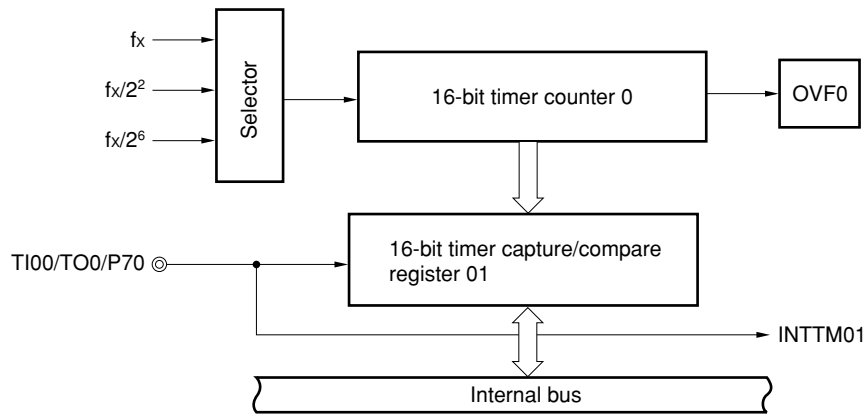 fx
fx/2²
fx/2⁶
Selector
16-bit timer counter 0
OVF0
TI00/TO0/P70
16-bit timer capture/compare
register 01
INTTM01
Internal bus